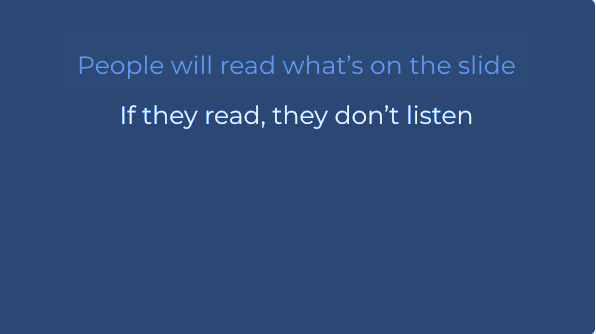 People will read what’s on the slide
If they read, they don’t listen